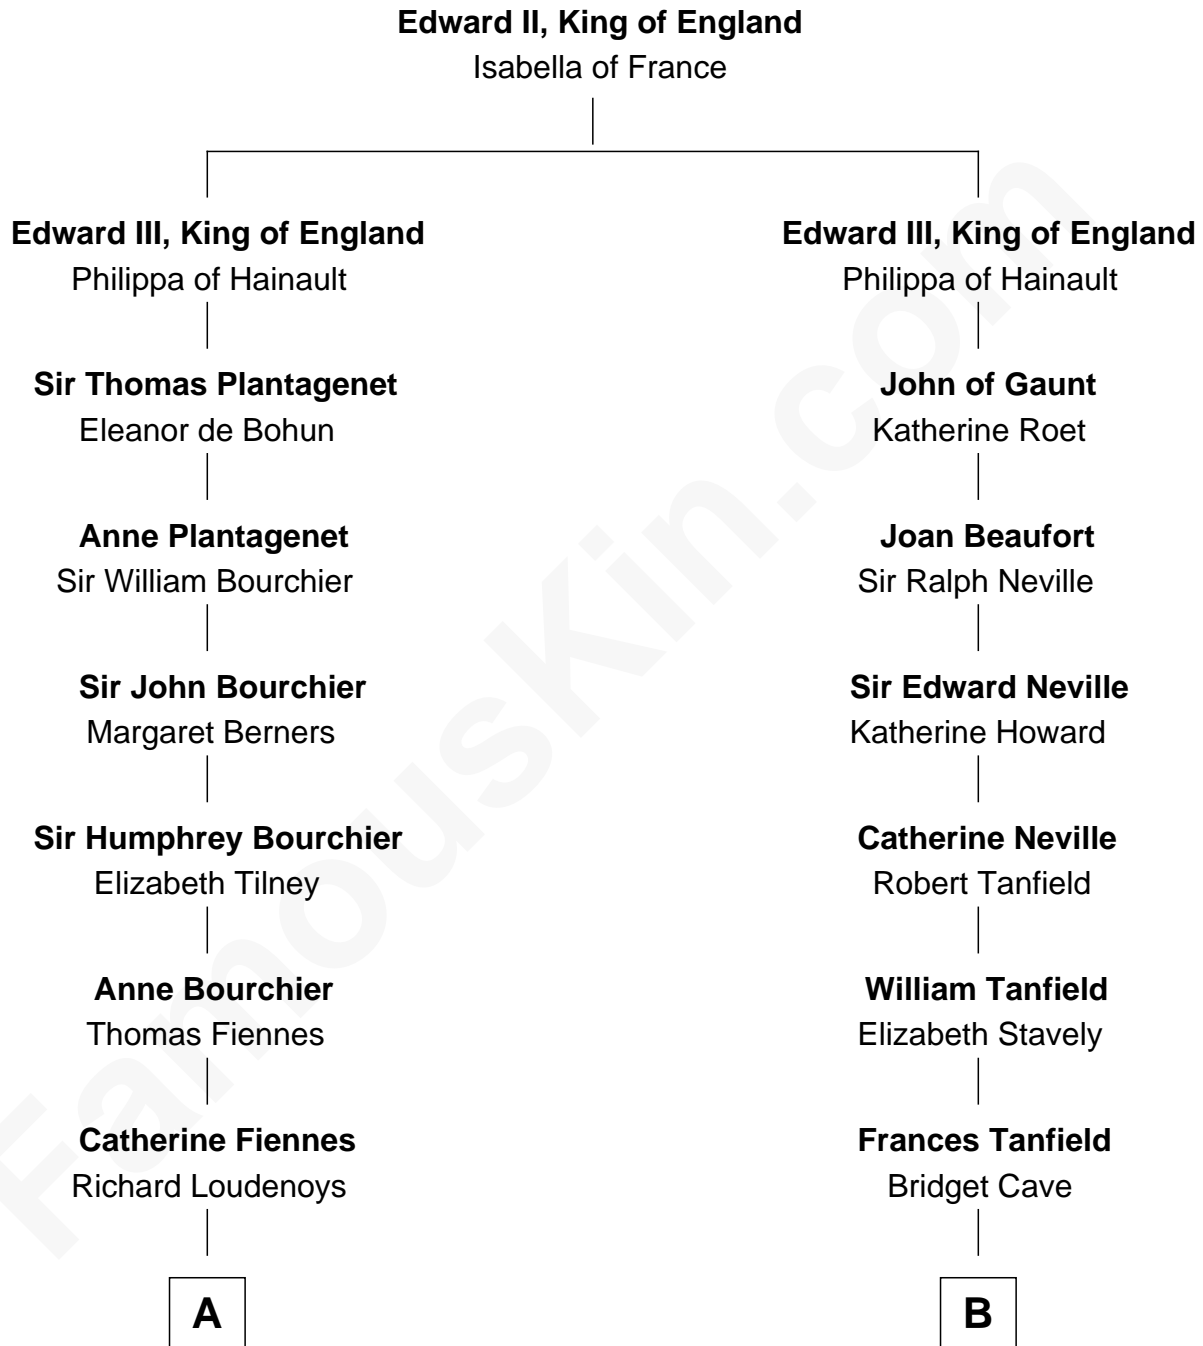 Edward II, King of England
Isabella of France
Edward III, King of England
Philippa of Hainault
Sir Thomas Plantagenet
Eleanor de Bohun
Anne Plantagenet
Sir William Bourchier
Sir John Bourchier
Margaret Berners
Sir Humphrey Bourchier
Elizabeth Tilney
Anne Bourchier
Thomas Fiennes
Catherine Fiennes
Richard Loudenoys
A
Edward III, King of England
Philippa of Hainault
John of Gaunt
Katherine Roet
Joan Beaufort
Sir Ralph Neville
Sir Edward Neville
Katherine Howard
Catherine Neville
Robert Tanfield
William Tanfield
Elizabeth Stavely
Frances Tanfield
Bridget Cave
B
FamousKin.com